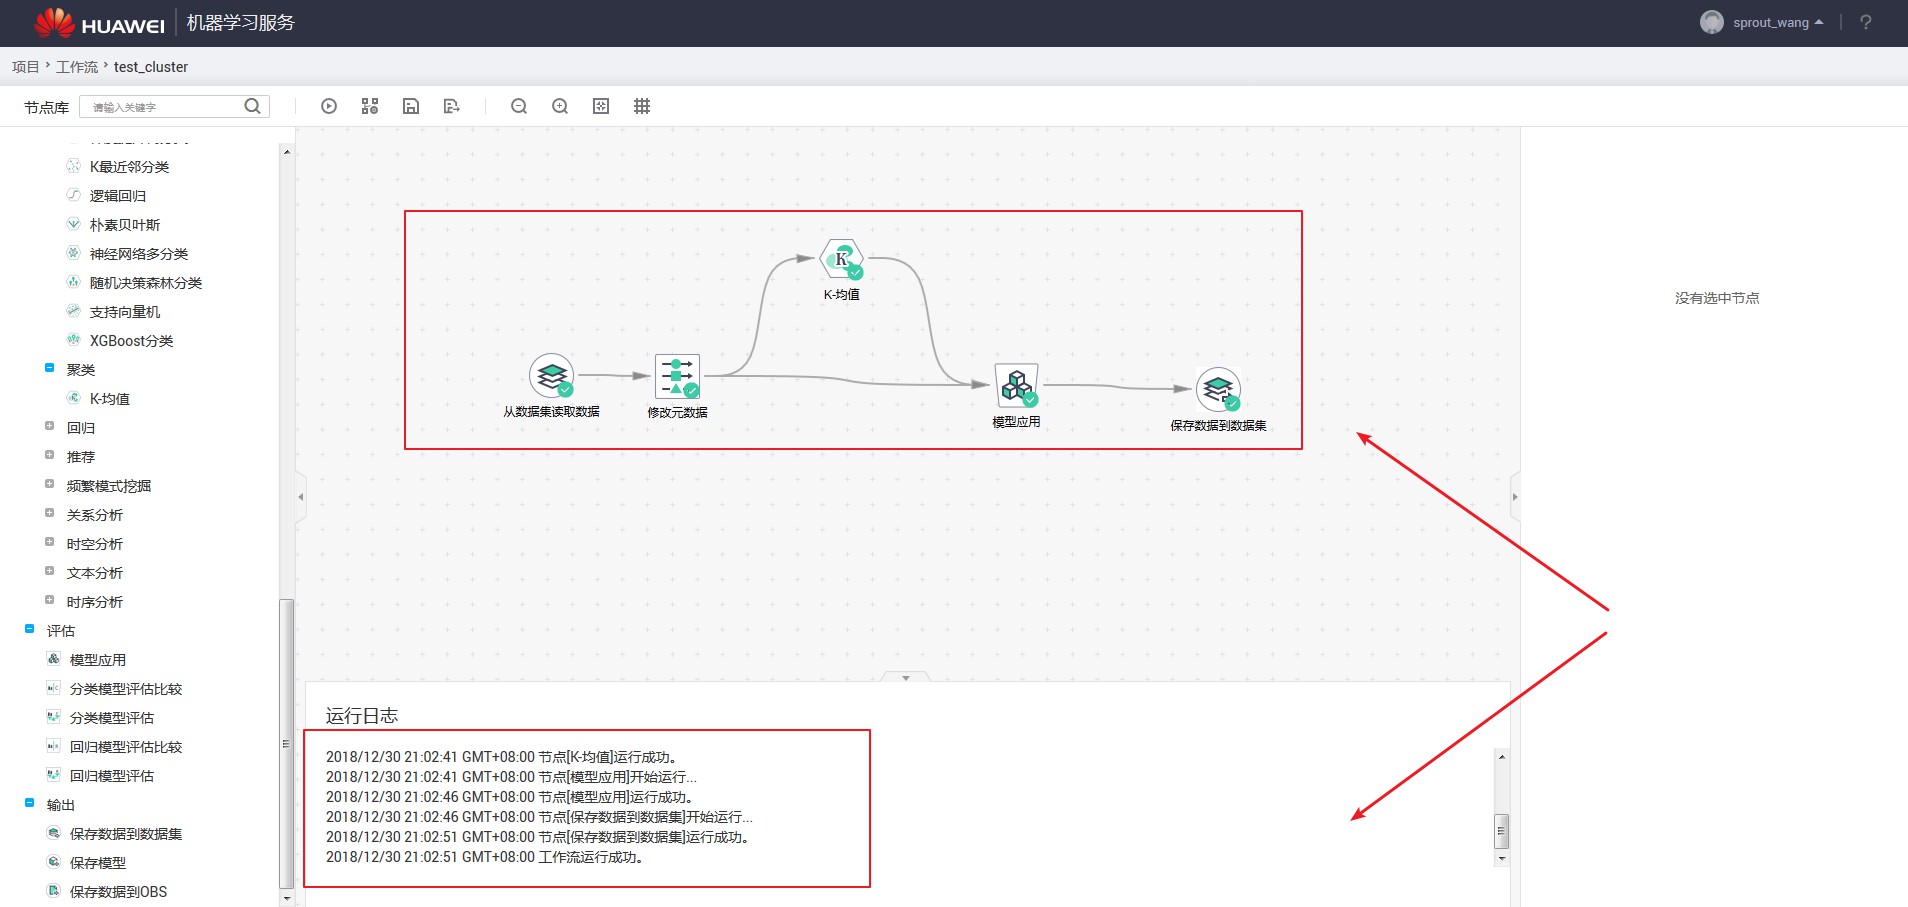 HUAWEI 机器学习服务
sprout_wang
?
项目 › 工作流 › test_cluster
节点库
请输入关键字
K最近邻分类
逻辑回归
朴素贝叶斯
神经网络多分类
随机决策森林分类
支持向量机
XGBoost分类
聚类
K-均值
回归
推荐
频繁模式挖掘
关系分析
时空分析
文本分析
时序分析
评估
模型应用
分类模型评估比较
分类模型评估
回归模型评估比较
回归模型评估
输出
保存数据到数据集
保存模型
保存数据到OBS
K
K-均值
从数据集读取数据
修改元数据
模型应用
保存数据到数据集
没有选中节点
运行日志
2018/12/30 21:02:41 GMT+08:00 节点[K-均值]运行成功。
2018/12/30 21:02:41 GMT+08:00 节点[模型应用]开始运行...
2018/12/30 21:02:46 GMT+08:00 节点[模型应用]运行成功。
2018/12/30 21:02:46 GMT+08:00 节点[保存数据到数据集]开始运行...
2018/12/30 21:02:51 GMT+08:00 节点[保存数据到数据集]运行成功。
2018/12/30 21:02:51 GMT+08:00 工作流运行成功。